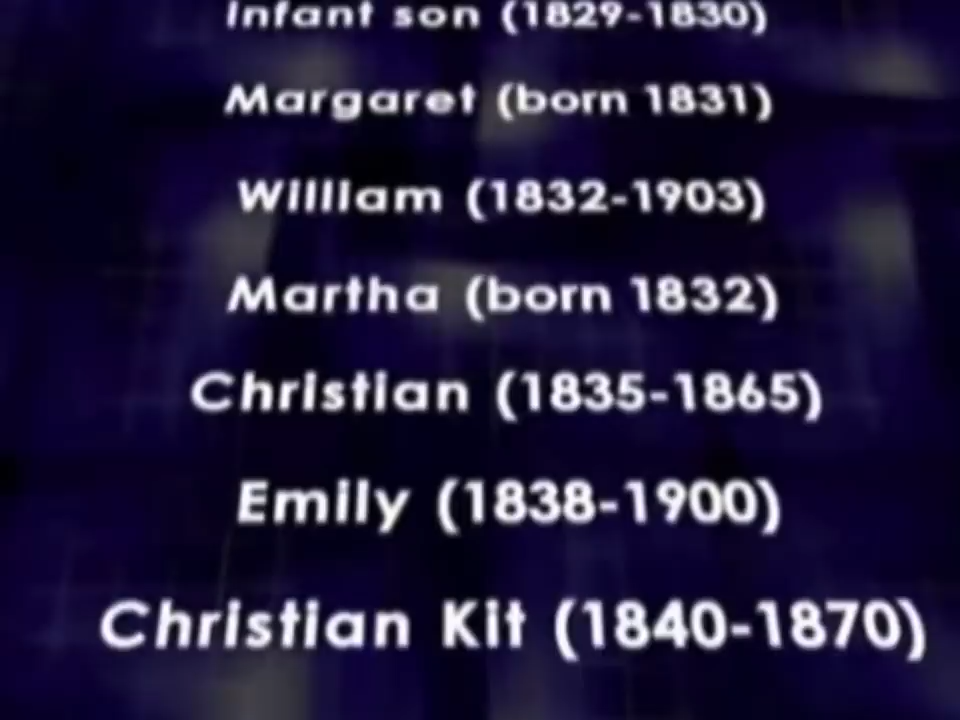 Infant son (1829-1830)
Margaret (born 1831)
William (1832-1903)
Martha (born 1832)
Christian (1835-1865)
Emily (1838-1900)
Christian Kit (1840-1870)